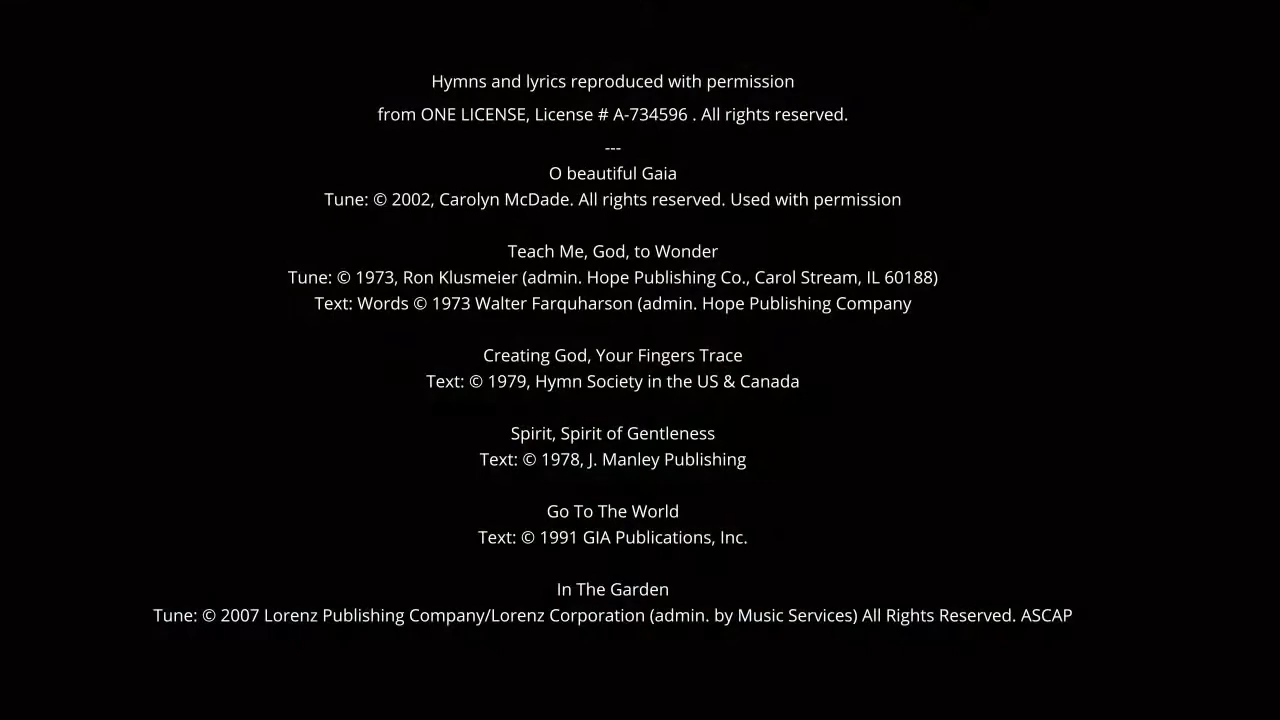 Hymns and lyrics reproduced with permission
from ONE LICENSE, License # A-734596 . All rights reserved.
---
O beautiful Gaia
Tune: © 2002, Carolyn McDade. All rights reserved. Used with permission
Teach Me, God, to Wonder
Tune: © 1973, Ron Klusmeier (admin. Hope Publishing Co., Carol Stream, IL 60188)
Text: Words © 1973 Walter Farquharson (admin. Hope Publishing Company
Creating God, Your Fingers Trace
Text: © 1979, Hymn Society in the US & Canada
Spirit, Spirit of Gentleness
Text: © 1978, J. Manley Publishing
Go To The World
Text: © 1991 GIA Publications, Inc.
In The Garden
Tune: © 2007 Lorenz Publishing Company/Lorenz Corporation (admin. by Music Services) All Rights Reserved. ASCAP